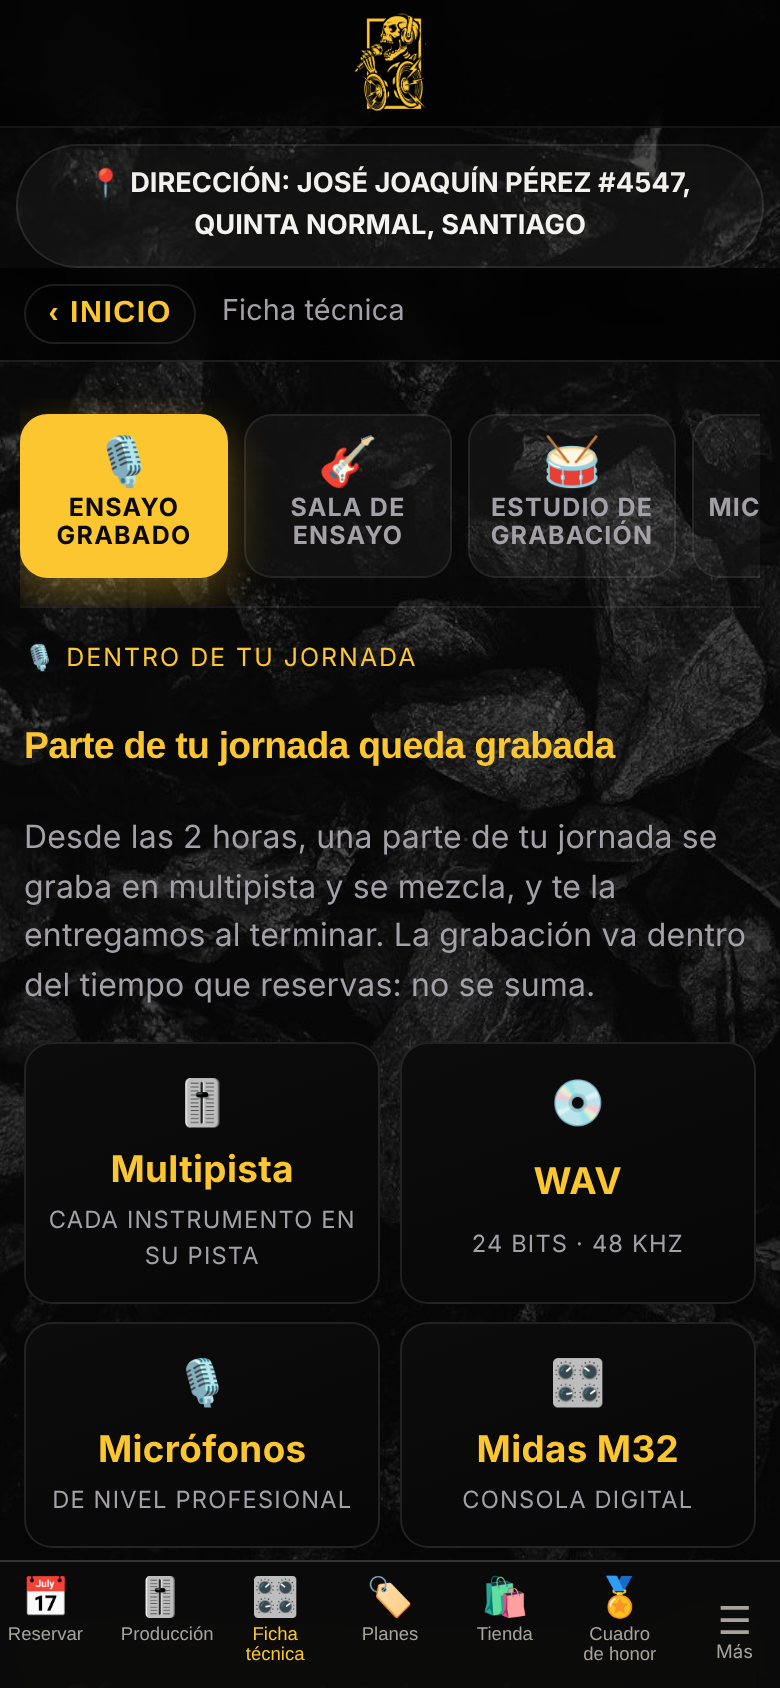 📍 DIRECCIÓN: JOSÉ JOAQUÍN PÉREZ #4547,
QUINTA NORMAL, SANTIAGO
‹ INICIO
Ficha técnica
ENSAYO
GRABADO
SALA DE
ENSAYO
ESTUDIO DE
GRABACIÓN
MIC
DENTRO DE TU JORNADA
Parte de tu jornada queda grabada
Desde las 2 horas, una parte de tu jornada se
graba en multipista y se mezcla, y te la
entregamos al terminar. La grabación va dentro
del tiempo que reservas: no se suma.
Multipista
CADA INSTRUMENTO EN
SU PISTA
WAV
24 BITS · 48 KHZ
Micrófonos
DE NIVEL PROFESIONAL
Midas M32
CONSOLA DIGITAL
July
17
Reservar
Producción
Ficha
técnica
Planes
Tienda
Cuadro
de honor
Más